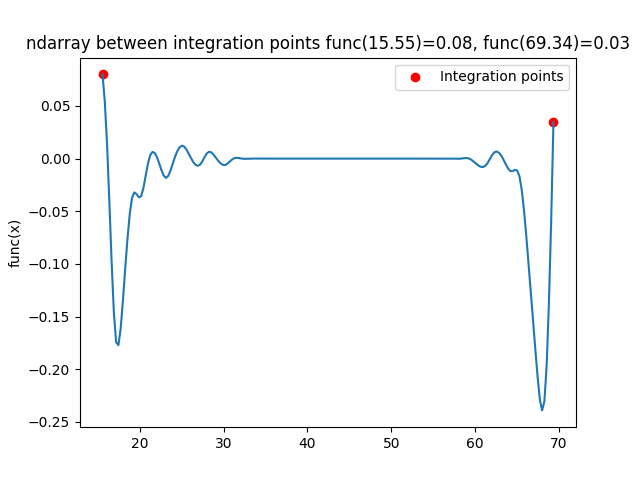 ndarray between integration points func(15.55)=0.08, func(69.34)=0.03
Integration points
func(x)
0.05
0.00
−0.05
−0.10
−0.15
−0.20
−0.25
20 30 40 50 60 70